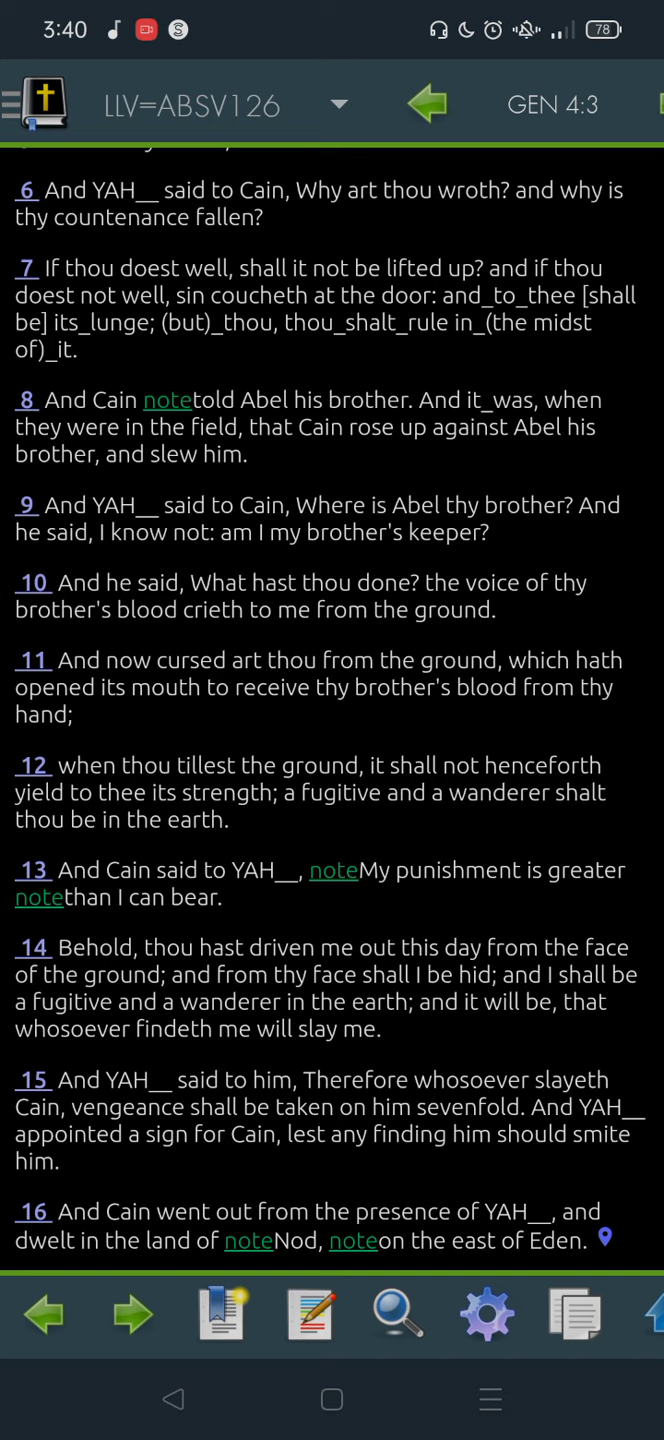 3:40
78
LLV=ABSV126
GEN 4:3
6 And YAH__ said to Cain, Why art thou wroth? and why is
thy countenance fallen?
7 If thou doest well, shall it not be lifted up? and if thou
doest not well, sin coucheth at the door: and_to_thee [shall
be] its_lunge; (but)_thou, thou_shalt_rule in_(the midst
of)_it.
8 And Cain notetold Abel his brother. And it_was, when
they were in the field, that Cain rose up against Abel his
brother, and slew him.
9 And YAH__ said to Cain, Where is Abel thy brother? And
he said, I know not: am I my brother's keeper?
10 And he said, What hast thou done? the voice of thy
brother's blood crieth to me from the ground.
11 And now cursed art thou from the ground, which hath
opened its mouth to receive thy brother's blood from thy
hand;
12 when thou tillest the ground, it shall not henceforth
yield to thee its strength; a fugitive and a wanderer shalt
thou be in the earth.
13 And Cain said to YAH__, noteMy punishment is greater
notethan I can bear.
14 Behold, thou hast driven me out this day from the face
of the ground; and from thy face shall I be hid; and I shall be
a fugitive and a wanderer in the earth; and it will be, that
whosoever findeth me will slay me.
15 And YAH__ said to him, Therefore whosoever slayeth
Cain, vengeance shall be taken on him sevenfold. And YAH__
appointed a sign for Cain, lest any finding him should smite
him.
16 And Cain went out from the presence of YAH__, and
dwelt in the land of noteNod, noteon the east of Eden.